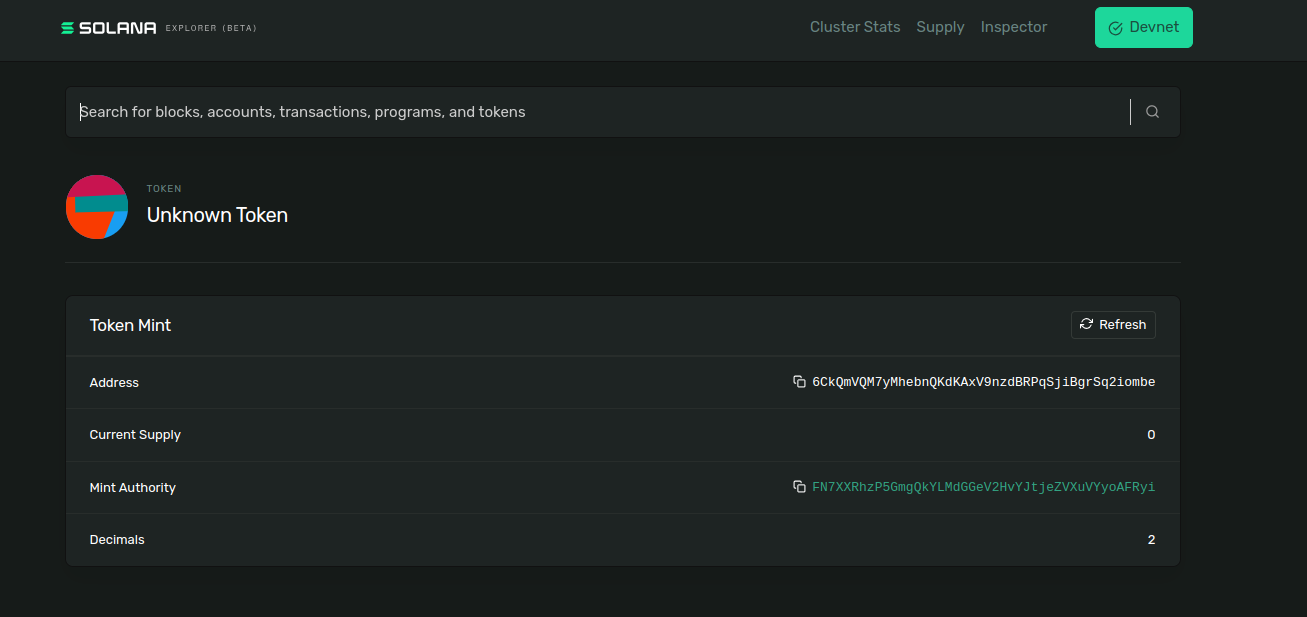 SOLANA EXPLORER (BETA) Cluster Stats Supply Inspector Devnet
Search for blocks, accounts, transactions, programs, and tokens
TOKEN
Unknown Token
Token Mint Refresh
Address 6CkQmVQM7yMhebnQKdKAxV9nzdBRPqSjiBgrSq2iombe
Current Supply 0
Mint Authority FN7XXRhzP5GmgQkYLMdGGeV2HvYJtjeZVXuVYyoAFRyi
Decimals 2